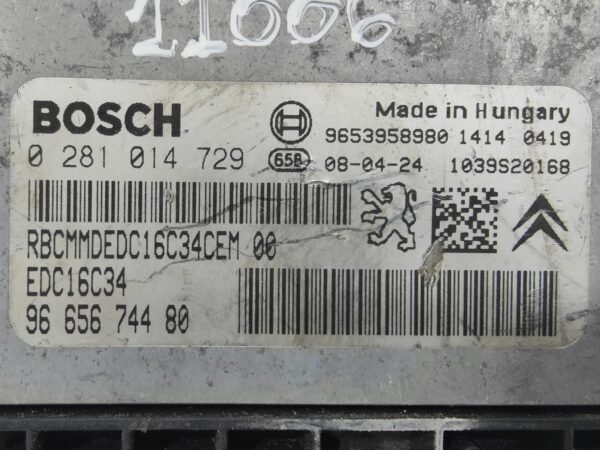 11006
BOSCH
Made in Hungary
9653958980 1414 0419
0 281 014 729 658 08-04-24 1039S20168
RBCMMDEDC16C34CEM 00
EDC16C34
96 656 744 80